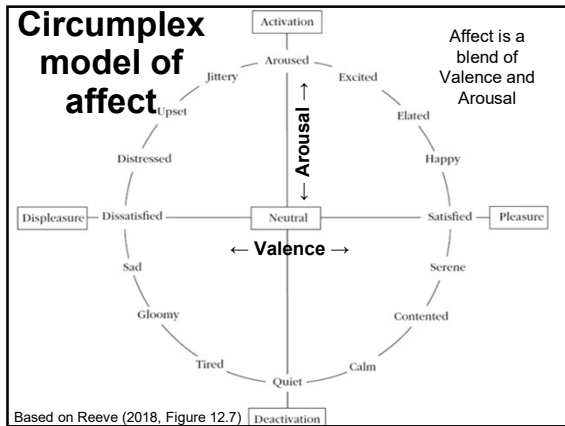 Circumplex
model of
affect
Activation
Affect is a
blend of
Valence and
Arousal
Aroused
Jittery
Excited
Upset
Elated
← Arousal →
Distressed
Happy
Displeasure
Dissatisfied
Neutral
Satisfied
Pleasure
← Valence →
Sad
Serene
Gloomy
Contented
Tired
Calm
Quiet
Based on Reeve (2018, Figure 12.7)
Deactivation